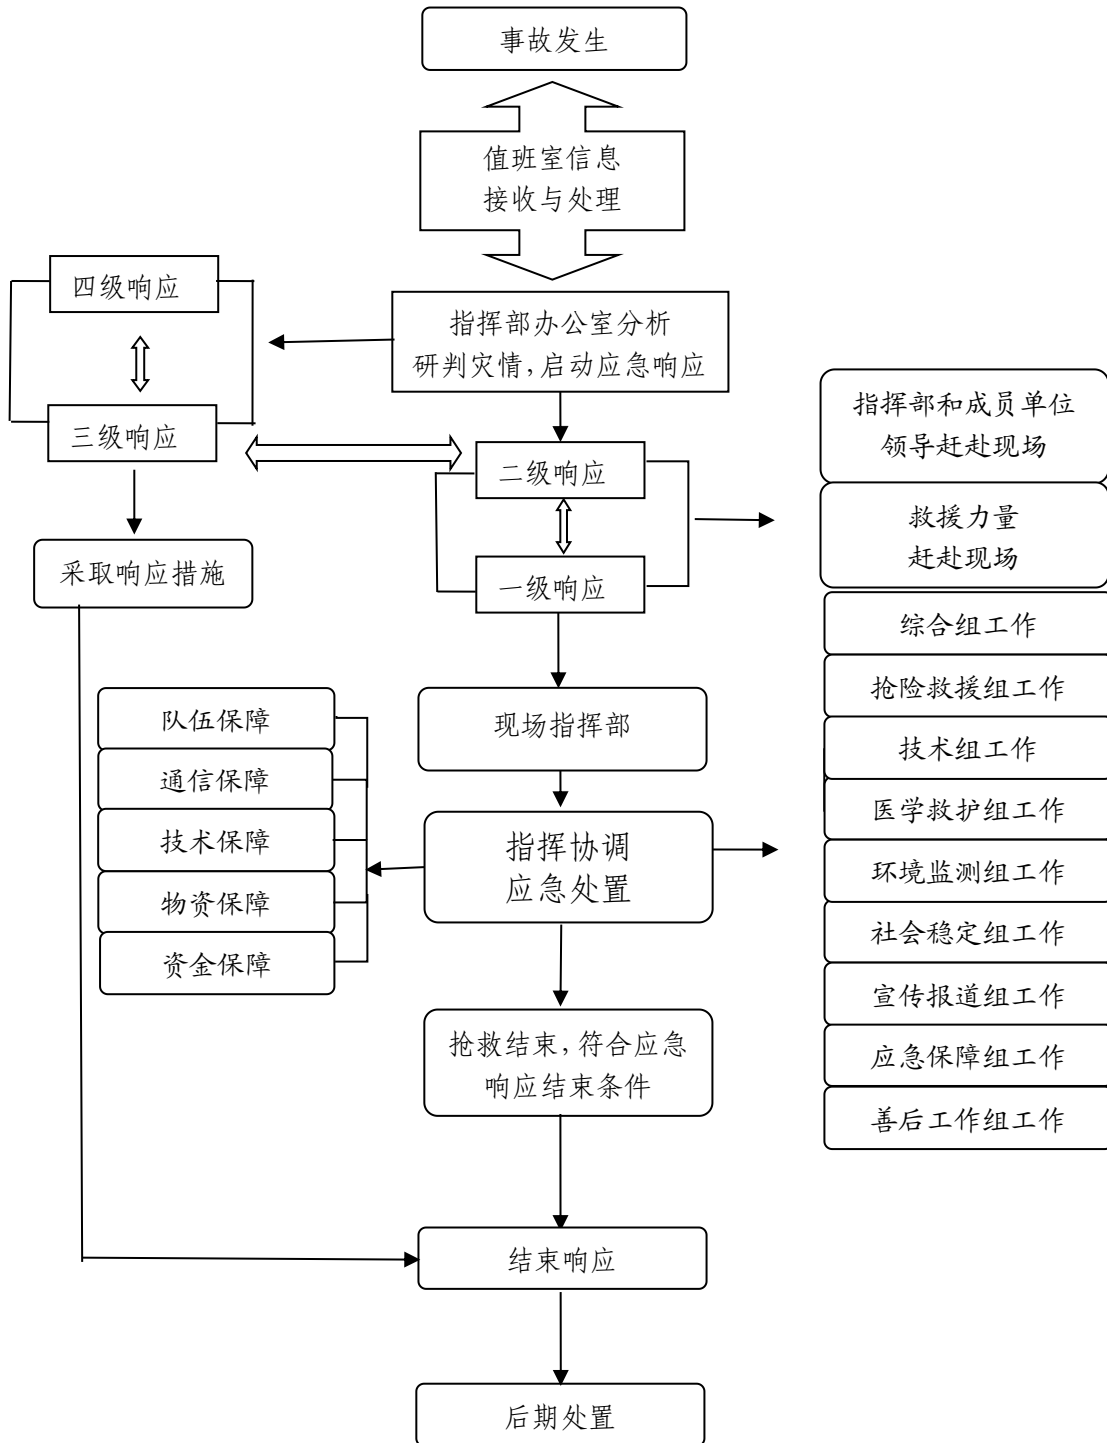 事故发生
值班室信息
接收与处理
四级响应
指挥部办公室分析
研判灾情，启动应急响应
三级响应
二级响应
一级响应
指挥部和成员单位
领导赶赴现场
救援力量
赶赴现场
采取响应措施
综合组工作
抢险救援组工作
技术组工作
医学救护组工作
环境监测组工作
社会稳定组工作
宣传报道组工作
应急保障组工作
善后工作组工作
现场指挥部
队伍保障
通信保障
技术保障
物资保障
资金保障
指挥协调
应急处置
抢救结束，符合应急
响应结束条件
结束响应
后期处置